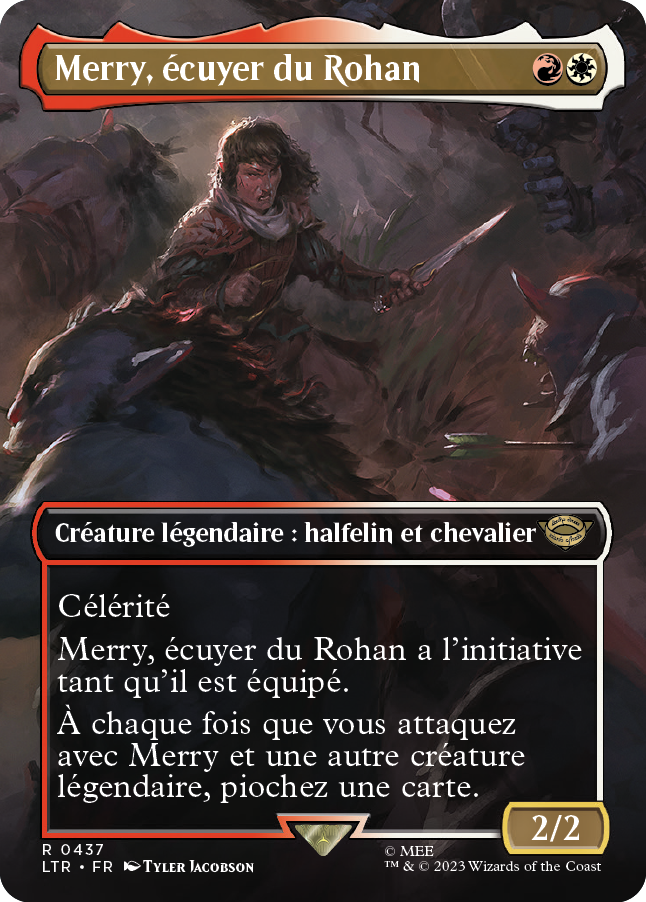 Merry, écuyer du Rohan
Créature légendaire : halfelin et chevalier
Célérité
Merry, écuyer du Rohan a l'initiative
tant qu'il est équipé.
À chaque fois que vous attaquez
avec Merry et une autre créature
légendaire, piochez une carte.
2/2
R 0437
LTR • FR Tyler Jacobson
© MEE
™ & © 2023 Wizards of the Coast